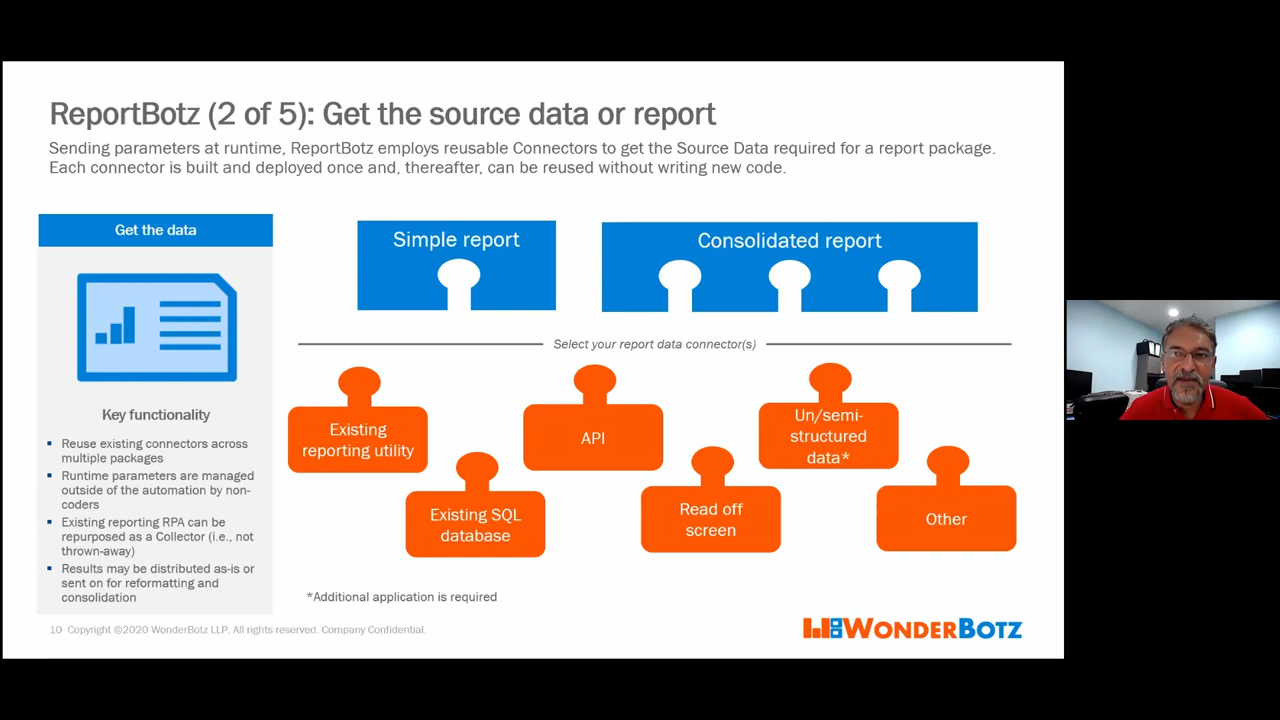 ReportBotz (2 of 5): Get the source data or report
Sending parameters at runtime, ReportBotz employs reusable Connectors to get the Source Data required for a report package.
Each connector is built and deployed once and, thereafter, can be reused without writing new code.
Get the data
Key functionality
▪ Reuse existing connectors across
multiple packages
▪ Runtime parameters are managed
outside of the automation by non-
coders
▪ Existing reporting RPA can be
repurposed as a Collector (i.e., not
thrown-away)
▪ Results may be distributed as-is or
sent on for reformatting and
consolidation
Simple report
Consolidated report
Select your report data connector(s)
Existing
reporting utility
API
Un/semi-
structured
data*
Existing SQL
database
Read off
screen
Other
*Additional application is required
10 Copyright ©2020 WonderBotz LLP. All rights reserved. Company Confidential.
WONDERBOTZ